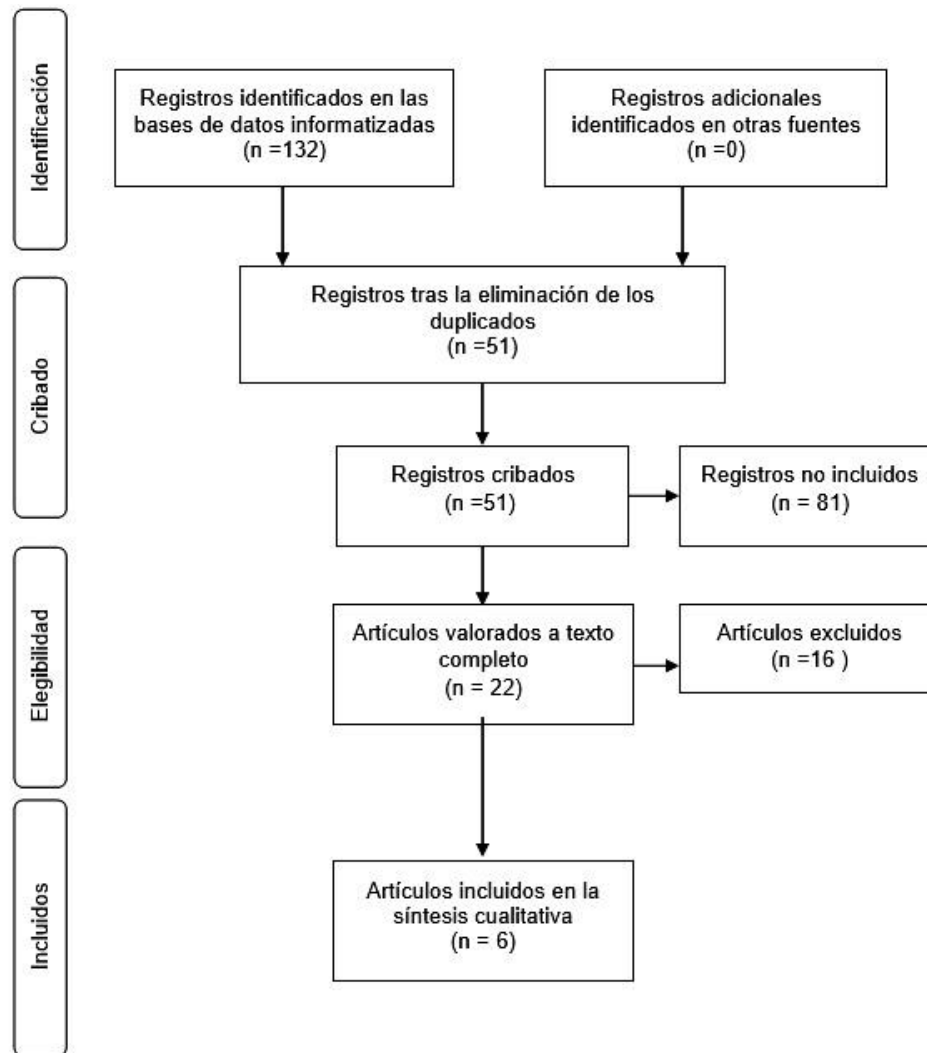 Identificación
Registros identificados en las
bases de datos informatizadas
(n =132)
Registros adicionales
identificados en otras fuentes
(n =0)
Cribado
Registros tras la eliminación de los
duplicados
(n =51)
Registros cribados
(n =51)
Registros no incluidos
(n = 81)
Elegibilidad
Artículos valorados a texto
completo
(n = 22)
Artículos excluidos
(n =16 )
Incluidos
Artículos incluidos en la
síntesis cualitativa
(n = 6)